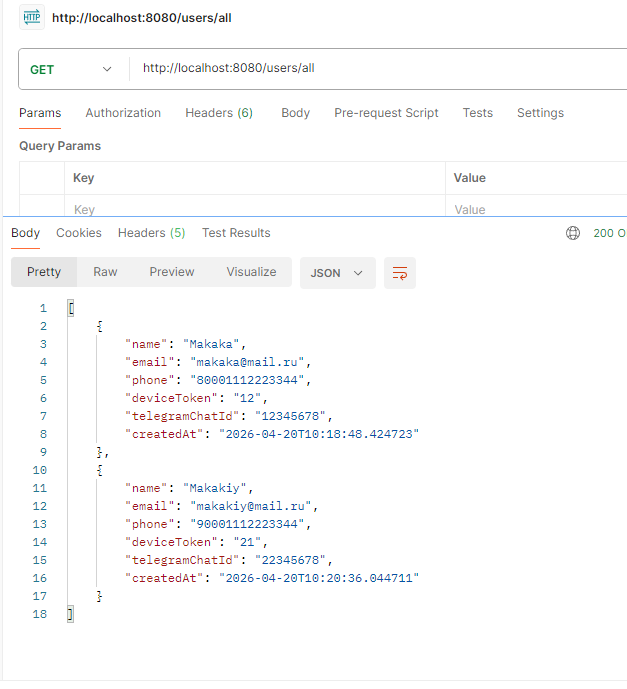 HTTP http://localhost:8080/users/all
GET http://localhost:8080/users/all
Params Authorization Headers (6) Body Pre-request Script Tests Settings
Query Params
Key Value
Key Value
Body Cookies Headers (5) Test Results 200 O
Pretty Raw Preview Visualize JSON
1 [
2 {
3 "name": "Makaka",
4 "email": "makaka@mail.ru",
5 "phone": "80001112223344",
6 "deviceToken": "12",
7 "telegramChatId": "12345678",
8 "createdAt": "2026-04-20T10:18:48.424723"
9 },
10 {
11 "name": "Makakiy",
12 "email": "makakiy@mail.ru",
13 "phone": "90001112223344",
14 "deviceToken": "21",
15 "telegramChatId": "22345678",
16 "createdAt": "2026-04-20T10:20:36.044711"
17 }
18 ]